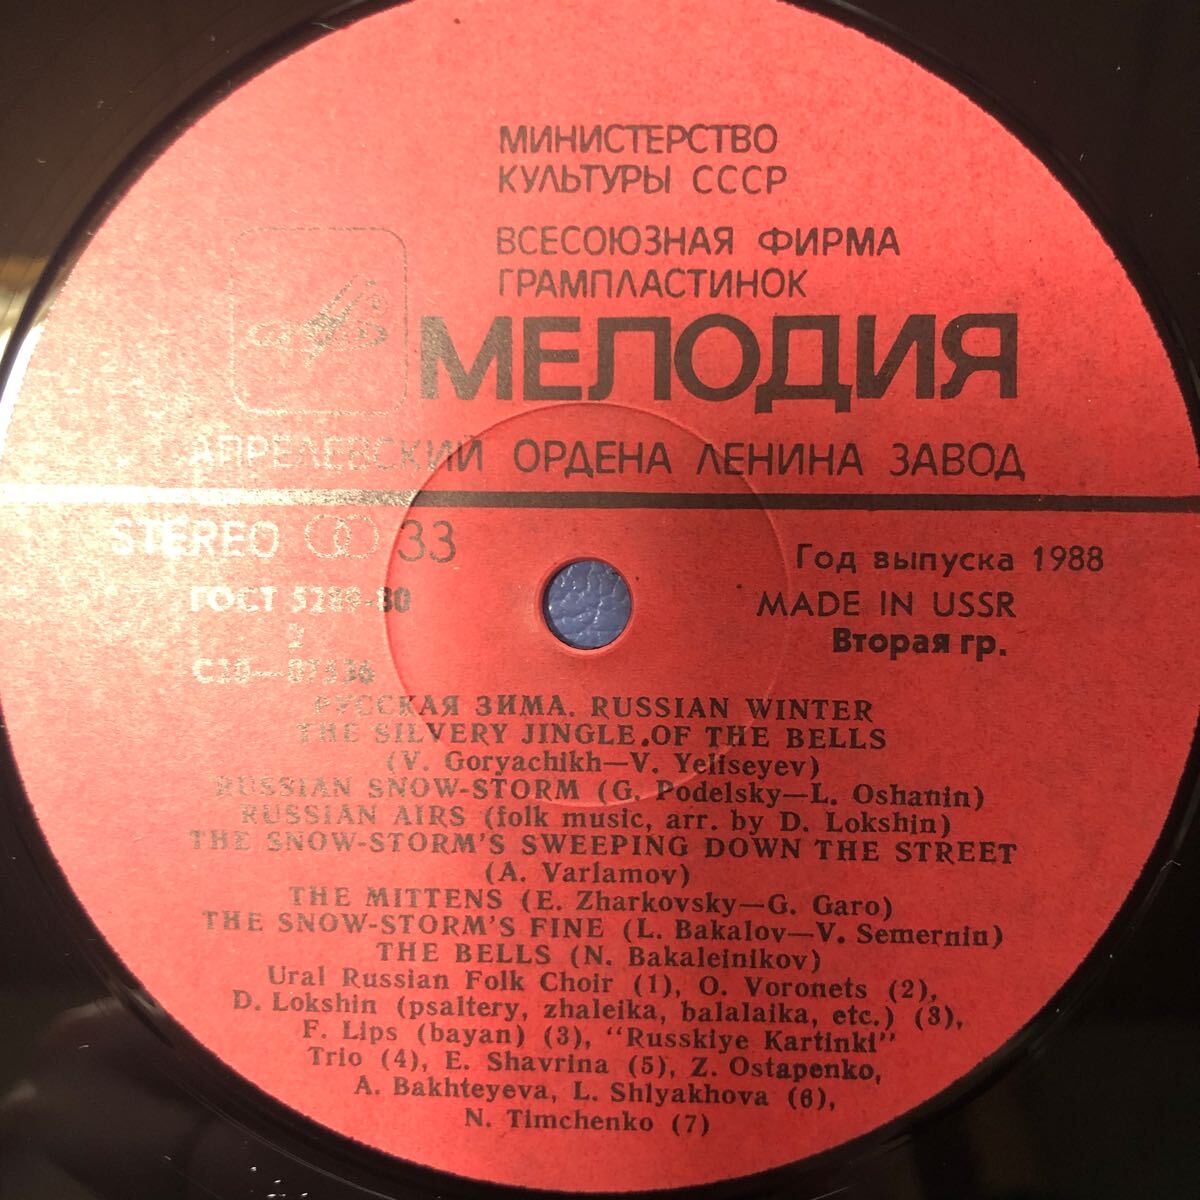 МИНИСТЕРСТВО
КУЛЬТУРЫ СССР
ВСЕСОЮЗНАЯ ФИРМА
ГРАМПЛАСТИНОК
МЕЛОДИЯ
АПРЕЛЕВСКИЙ ОРДЕНА ЛЕНИНА ЗАВОД
STEREO 33
Год выпуска 1988
ГОСТ 5289-80
MADE IN USSR
2
Вторая гр.
С30—07536
РУССКАЯ ЗИМА. RUSSIAN WINTER
THE SILVERY JINGLE OF THE BELLS
(V. Goryachikh—V. Yeliseyev)
RUSSIAN SNOW-STORM (G. Podelsky—L. Oshanin)
RUSSIAN AIRS (folk music, arr. by D. Lokshin)
THE SNOW-STORM'S SWEEPING DOWN THE STREET
(A. Varlamov)
THE MITTENS (E. Zharkovsky—G. Garo)
THE SNOW-STORM'S FINE (L. Bakalov—V. Semernin)
THE BELLS (N. Bakaleinikov)
Ural Russian Folk Choir (1), O. Voronets (2),
D. Lokshin (psaltery, zhaleika, balalaika, etc.) (3),
F. Lips (bayan) (3), "Russkiye Kartinki"
Trio (4), E. Shavrina (5), Z. Ostapenko,
A. Bakhteyeva, L. Shlyakhova (6),
N. Timchenko (7)